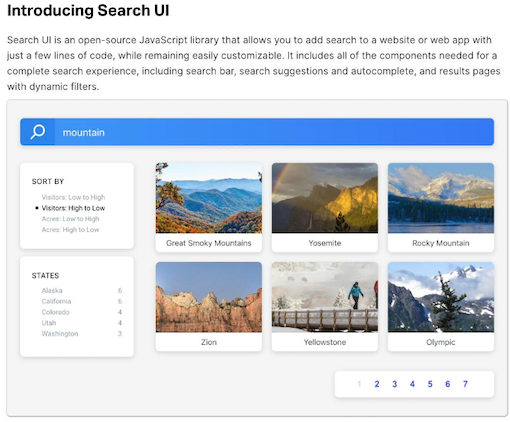 Introducing Search UI
Search UI is an open-source JavaScript library that allows you to add search to a website or web app with
just a few lines of code, while remaining easily customizable. It includes all of the components needed for a
complete search experience, including search bar, search suggestions and autocomplete, and results pages
with dynamic filters.
mountain
SORT BY
Visitors: Low to High
Visitors: High to Low
Acres: Low to High
Acres: High to Low
Great Smoky Mountains
Yosemite
Rocky Mountain
STATES
Alaska 6
California 6
Colorado 4
Utah 4
Washington 3
Zion
Yellowstone
Olympic
1 2 3 4 5 6 7